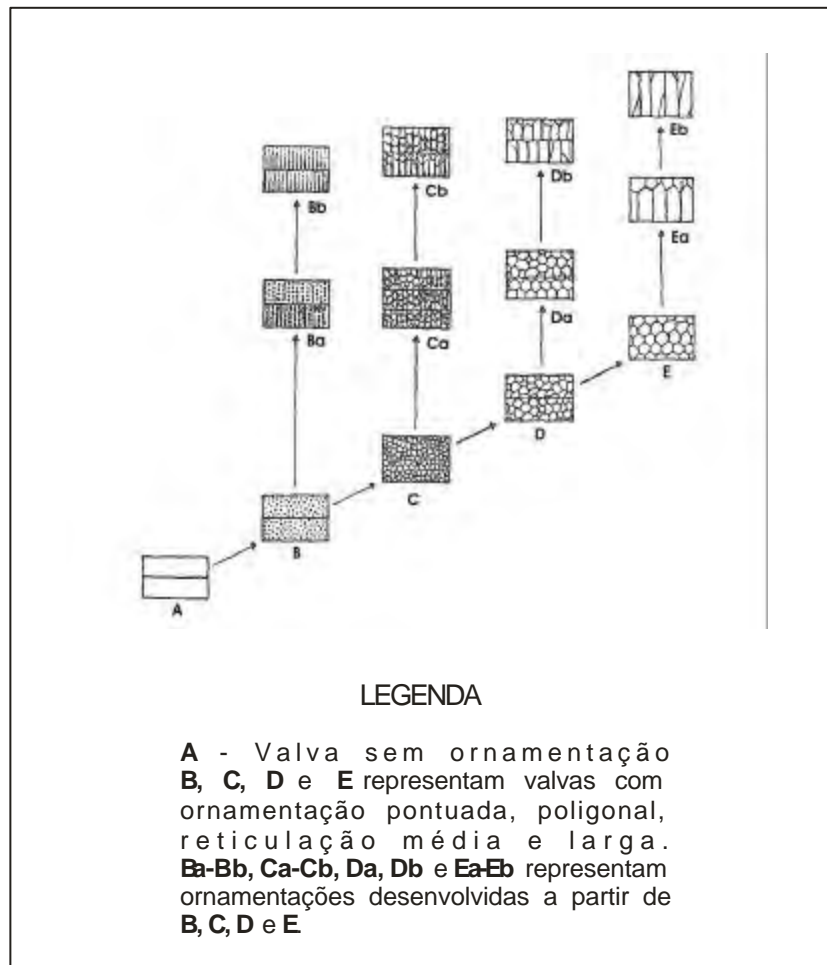 Eb
Bb
Cb
Db
Ea
Ba
Ca
Da
E
D
C
B
A
LEGENDA
A - Valva sem ornamentação
B, C, D e E representam valvas com
ornamentação pontuada, poligonal,
reticulação média e larga.
Ba-Bb, Ca-Cb, Da, Db e Ea-Eb representam
ornamentações desenvolvidas a partir de
B, C, D e E.